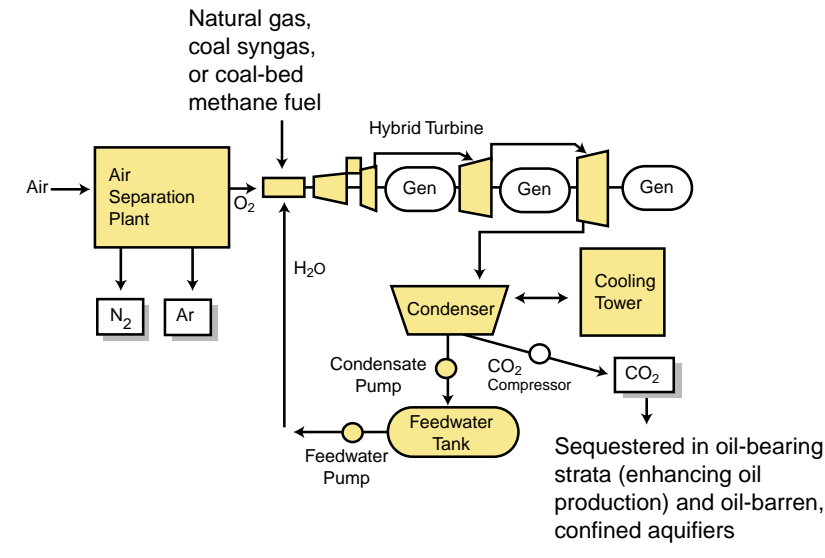 Natural gas,
coal syngas,
or coal-bed
methane fuel
Hybrid Turbine
Air
Air
Separation
Plant
O2
Gen
Gen
Gen
H2O
N2
Ar
Condenser
Cooling
Tower
Condensate
Pump
CO2
Compressor
CO2
Feedwater
Tank
Feedwater
Pump
Sequestered in oil-bearing
strata (enhancing oil
production) and oil-barren,
confined aquifiers